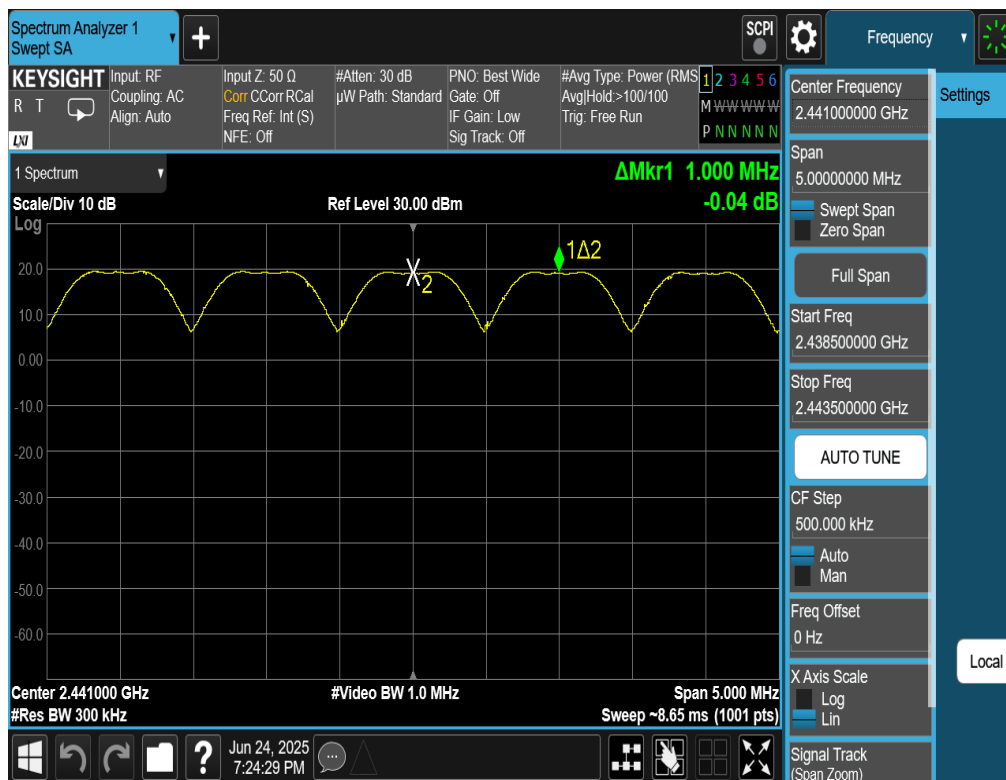 Spectrum Analyzer 1
Swept SA
+
SCPI
Frequency
KEYSIGHT
R T
LXI
Input: RF
Coupling: AC
Align: Auto
Input Z: 50 Ω
Corr CCorr RCal
Freq Ref: Int (S)
NFE: Off
#Atten: 30 dB
µW Path: Standard
PNO: Best Wide
Gate: Off
IF Gain: Low
Sig Track: Off
#Avg Type: Power (RMS
Avg|Hold:>100/100
Trig: Free Run
1 2 3 4 5 6
M W W W W W
P N N N N N
1 Spectrum
ΔMkr1 1.000 MHz
-0.04 dB
Scale/Div 10 dB
Ref Level 30.00 dBm
Log
20.0
10.0
0.00
-10.0
-20.0
-30.0
-40.0
-50.0
-60.0
1Δ2
2
Center 2.441000 GHz
#Video BW 1.0 MHz
Span 5.000 MHz
#Res BW 300 kHz
Sweep ~8.65 ms (1001 pts)
Center Frequency
2.441000000 GHz
Span
5.00000000 MHz
Swept Span
Zero Span
Full Span
Start Freq
2.438500000 GHz
Stop Freq
2.443500000 GHz
AUTO TUNE
CF Step
500.000 kHz
Auto
Man
Freq Offset
0 Hz
X Axis Scale
Log
Lin
Signal Track
(Span Zoom)
Settings
Local
?
Jun 24, 2025
7:24:29 PM